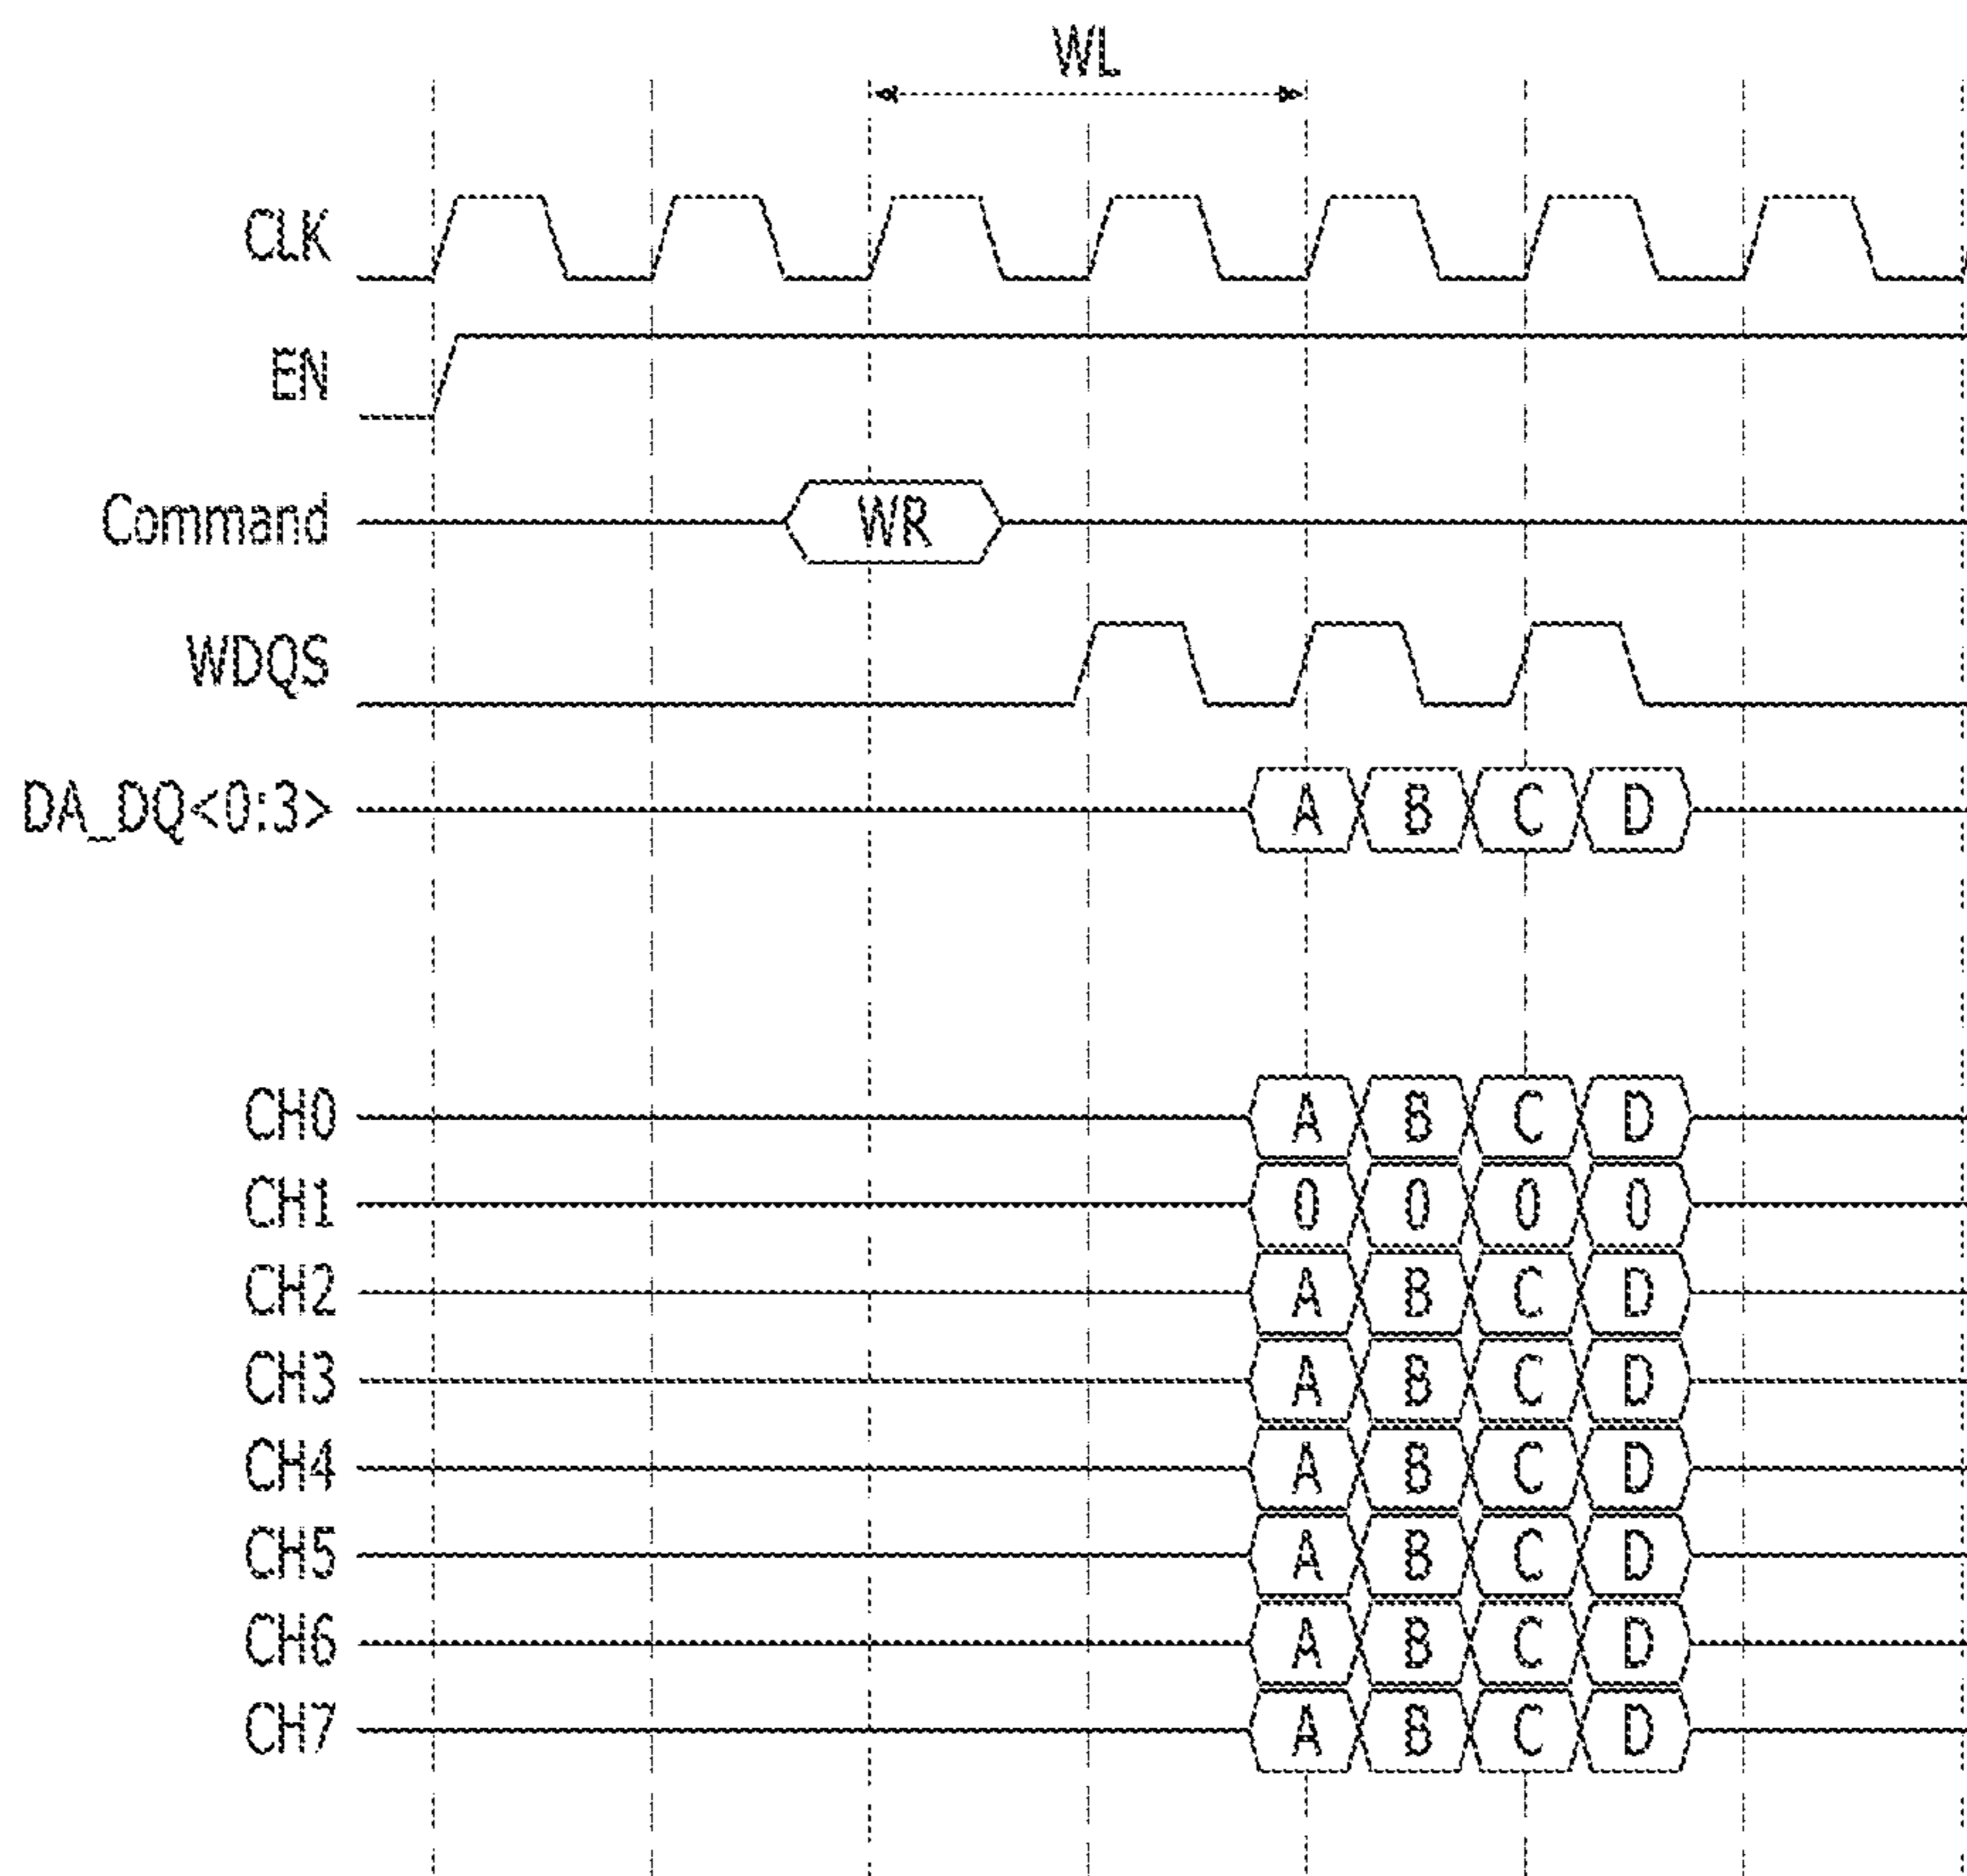 WL
CLK
EN
Command WR
WDQS
DA_DQ<0:3> A B C D
CH0 A B C D
CH1 0 0 0 0
CH2 A B C D
CH3 A B C D
CH4 A B C D
CH5 A B C D
CH6 A B C D
CH7 A B C D